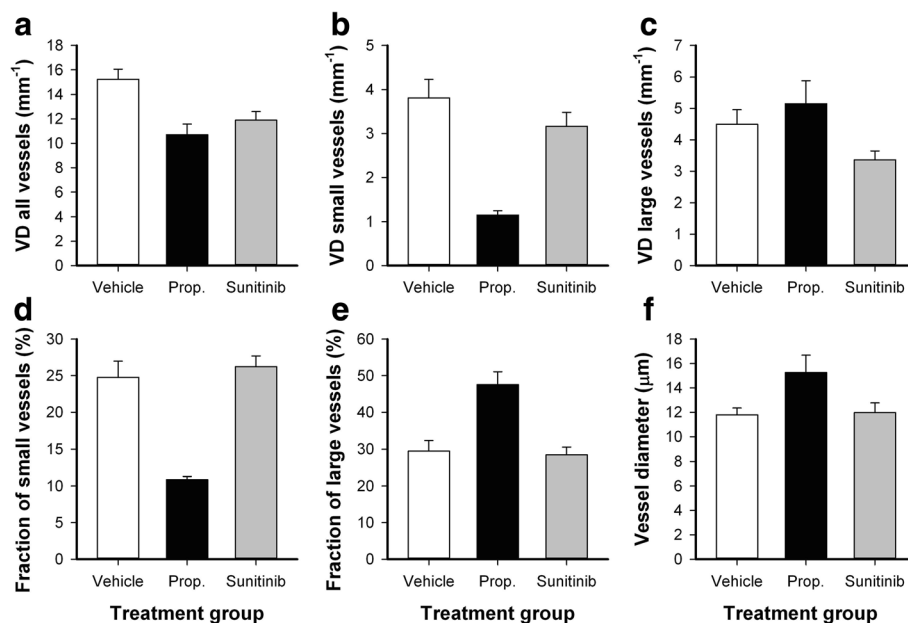 a
VD all vessels (mm⁻¹)
18
16
14
12
10
8
6
4
2
0
Vehicle Prop. Sunitinib
b
VD small vessels (mm⁻¹)
5
4
3
2
1
0
Vehicle Prop. Sunitinib
c
VD large vessels (mm⁻¹)
7
6
5
4
3
2
1
0
Vehicle Prop. Sunitinib
d
Fraction of small vessels (%)
30
25
20
15
10
5
0
Vehicle Prop. Sunitinib
Treatment group
e
Fraction of large vessels (%)
60
50
40
30
20
10
0
Vehicle Prop. Sunitinib
Treatment group
f
Vessel diameter (μm)
18
16
14
12
10
8
6
4
2
0
Vehicle Prop. Sunitinib
Treatment group